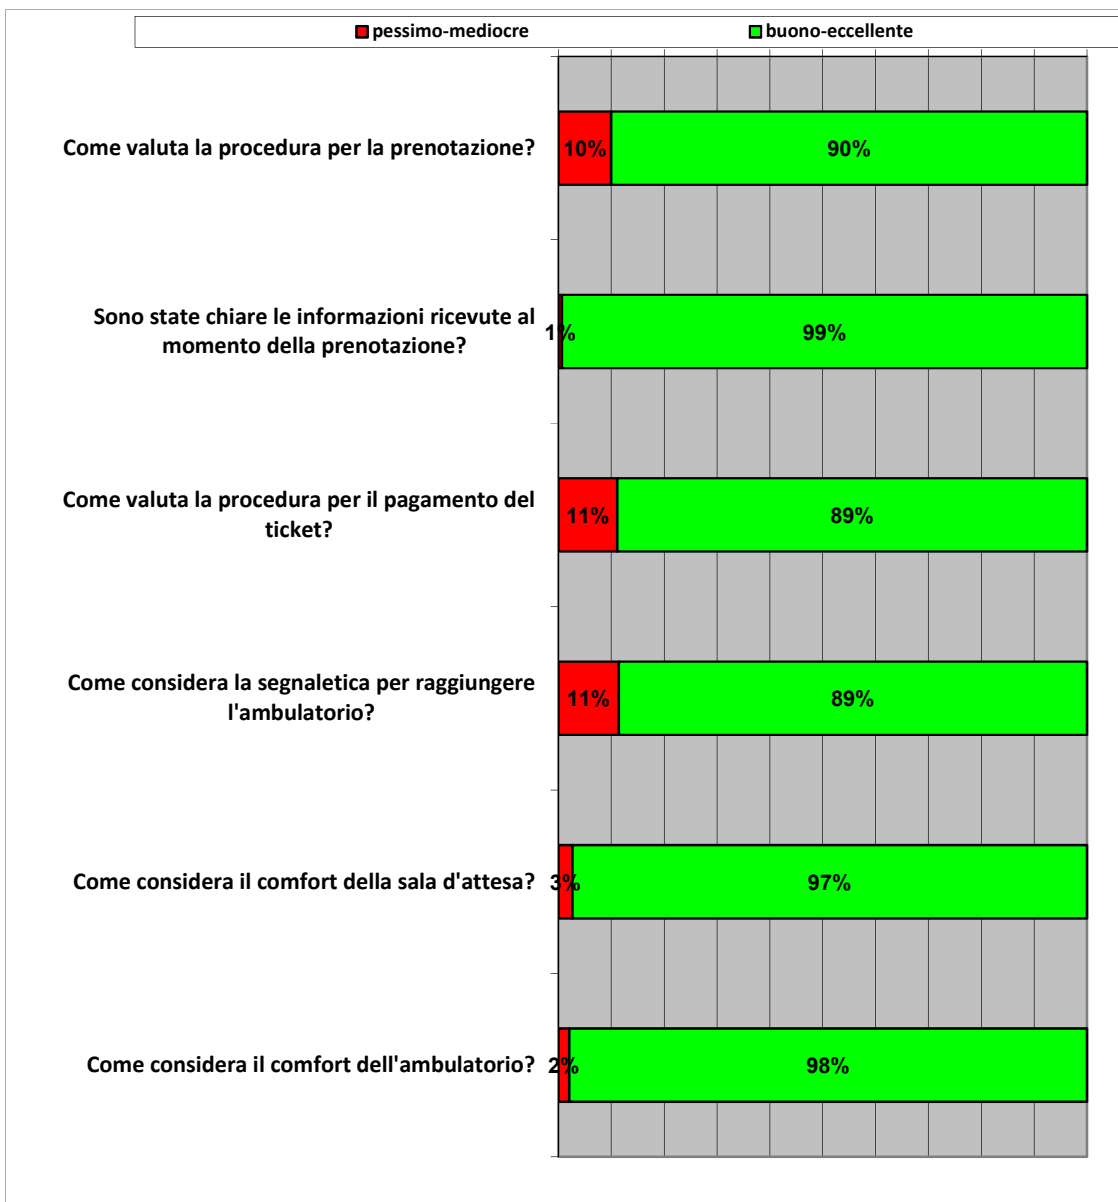 pessimo-mediocre buono-eccellente
Come valuta la procedura per la prenotazione?
10% 90%
Sono state chiare le informazioni ricevute al
momento della prenotazione?
1% 99%
Come valuta la procedura per il pagamento del
ticket?
11% 89%
Come considera la segnaletica per raggiungere
l'ambulatorio?
11% 89%
Come considera il comfort della sala d'attesa?
3% 97%
Come considera il comfort dell'ambulatorio?
2% 98%